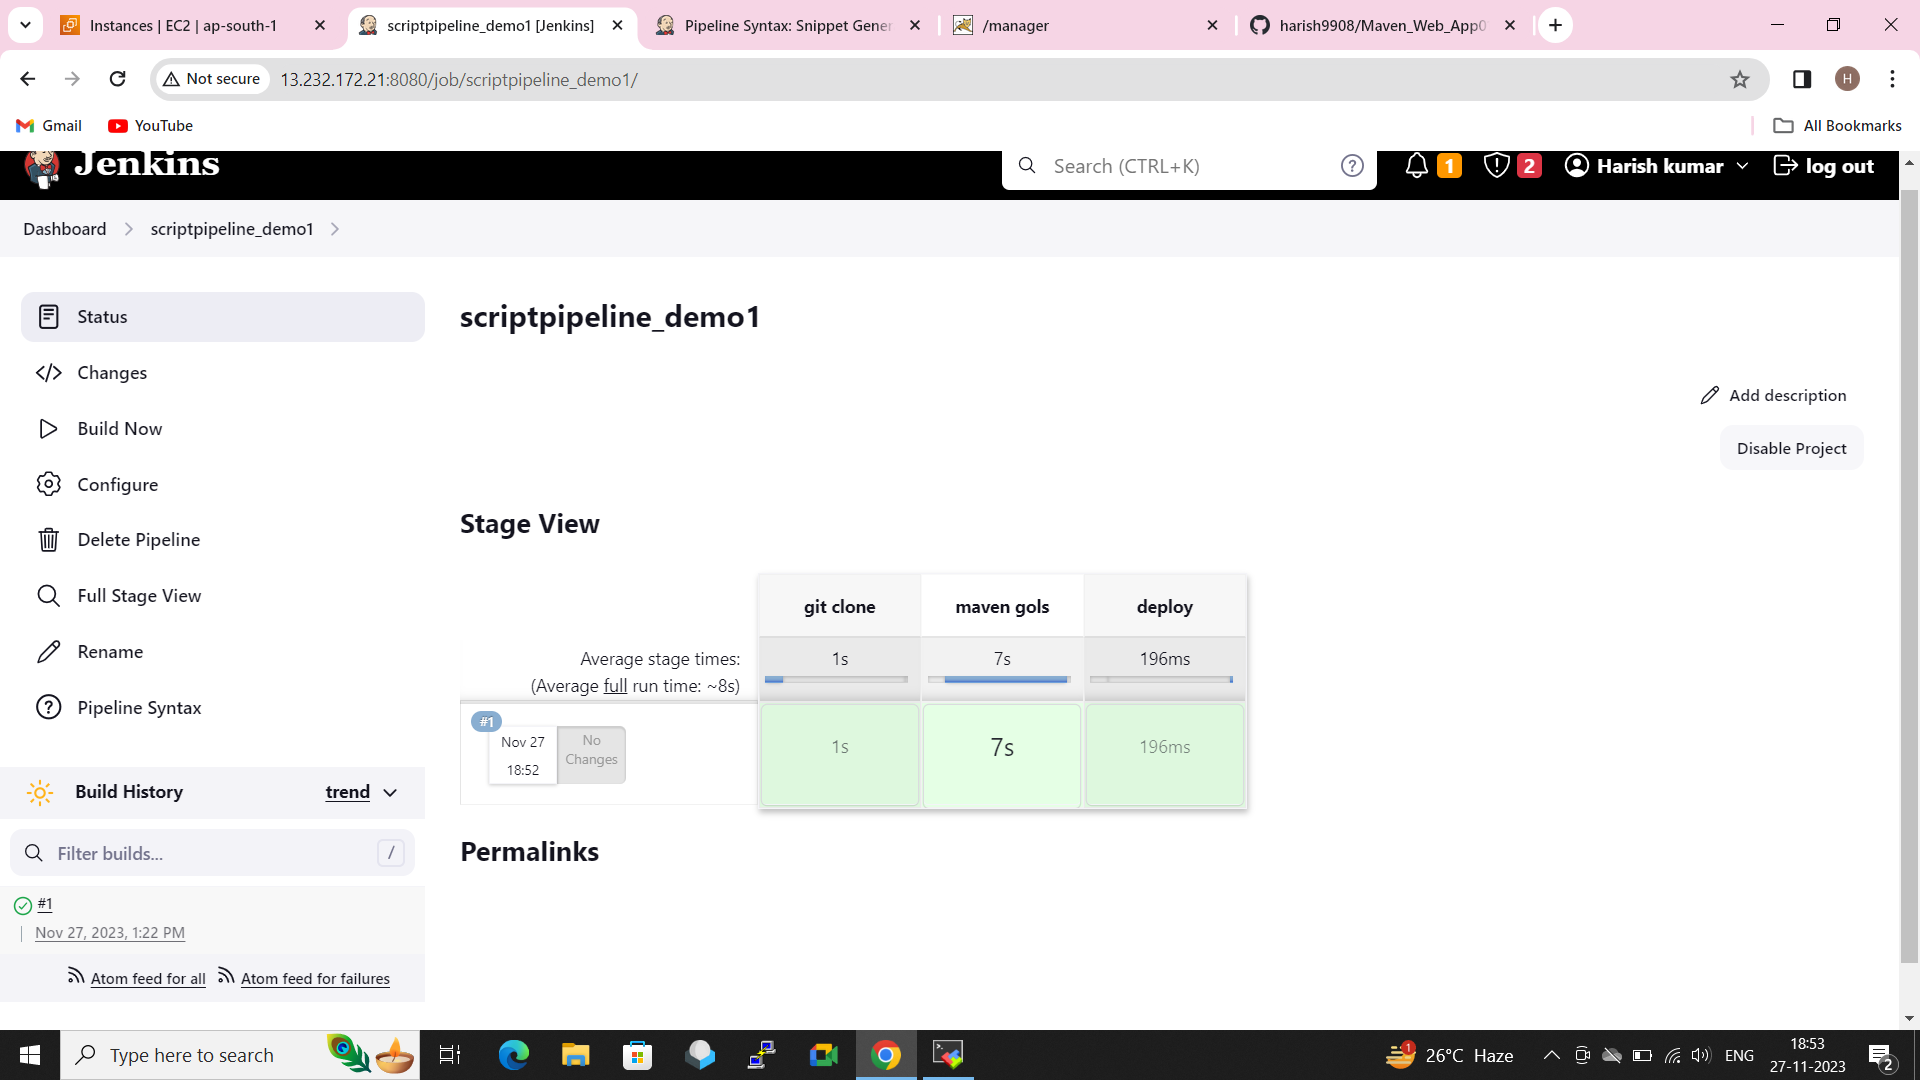 Instances | EC2 | ap-south-1
scriptpipeline_demo1 [Jenkins]
Pipeline Syntax: Snippet Gener
/manager
harish9908/Maven_Web_App0
Not secure
13.232.172.21:8080/job/scriptpipeline_demo1/
H
Gmail
YouTube
All Bookmarks
Jenkins
Search (CTRL+K)
?
1
2
Harish kumar
log out
Dashboard
scriptpipeline_demo1
Status
Changes
Build Now
Configure
Delete Pipeline
Full Stage View
Rename
Pipeline Syntax
Build History
trend
Filter builds...
/
#1
Nov 27, 2023, 1:22 PM
Atom feed for all
Atom feed for failures
scriptpipeline_demo1
Add description
Disable Project
Stage View
git clone
maven gols
deploy
Average stage times:
(Average full run time: ~8s)
1s
7s
196ms
#1
Nov 27
18:52
No
Changes
1s
7s
196ms
Permalinks
Type here to search
1
26°C Haze
ENG
18:53
27-11-2023
2